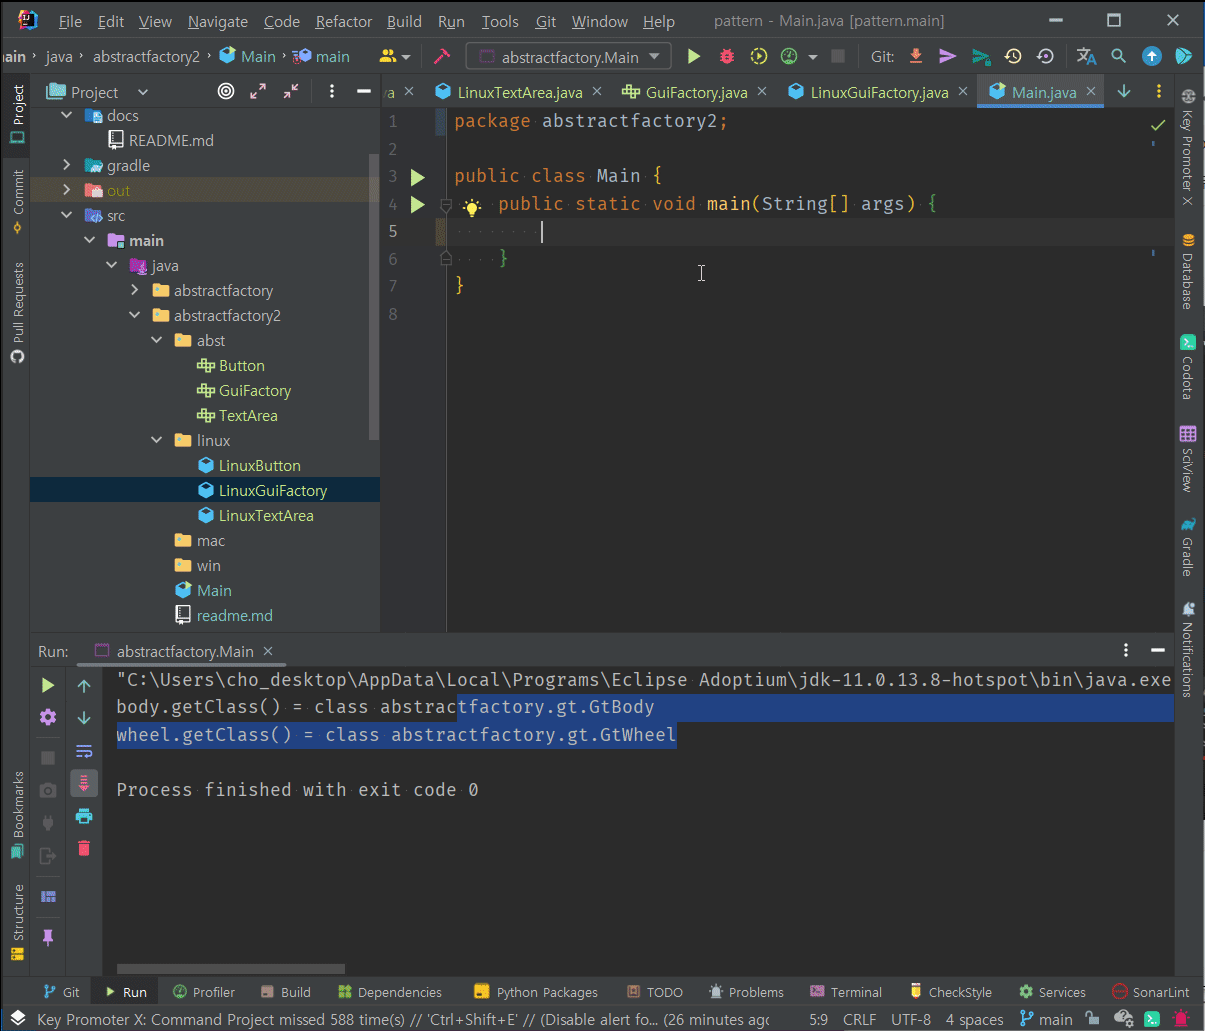 File Edit View Navigate Code Refactor Build Run Tools Git Window Help pattern - Main.java [pattern.main]
ain › java › abstractfactory2 › Main › main abstractfactory.Main Git:
Project
a LinuxTextArea.java GuiFactory.java LinuxGuiFactory.java Main.java
docs
README.md
gradle
out
src
main
java
abstractfactory
abstractfactory2
abst
Button
GuiFactory
TextArea
linux
LinuxButton
LinuxGuiFactory
LinuxTextArea
mac
win
Main
readme.md
1 package abstractfactory2;
2
3 public class Main {
4 public static void main(String[] args) {
5
6 }
7 }
8
Project
Commit
Pull Requests
Bookmarks
Structure
Key Promoter X
Database
Codota
SciView
Gradle
Notifications
Run: abstractfactory.Main
"C:\Users\cho_desktop\AppData\Local\Programs\Eclipse Adoptium\jdk-11.0.13.8-hotspot\bin\java.exe
body.getClass() = class abstractfactory.gt.GtBody
wheel.getClass() = class abstractfactory.gt.GtWheel
Process finished with exit code 0
Git Run Profiler Build Dependencies Python Packages TODO Problems Terminal CheckStyle Services SonarLint
Key Promoter X: Command Project missed 588 time(s) // 'Ctrl+Shift+E' // (Disable alert fo... (26 minutes ago 5:9 CRLF UTF-8 4 spaces main